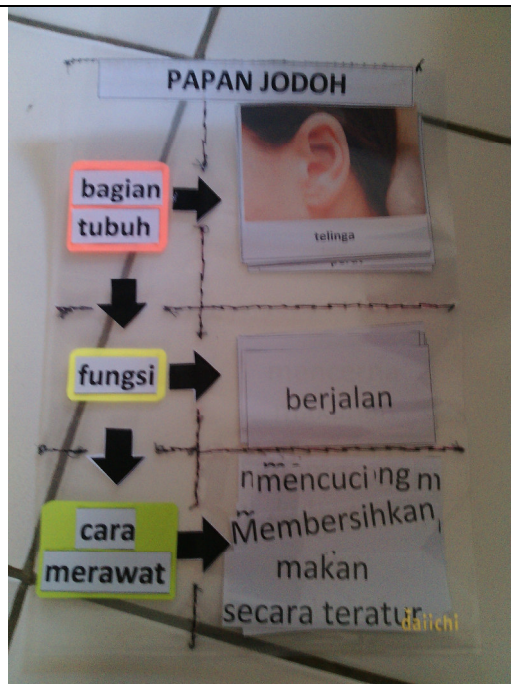 PAPAN JODOH
bagian
tubuh
telinga
fungsi
berjalan
cara
merawat
mencuci
Membersihkan
makan
secara teratur
daiichi